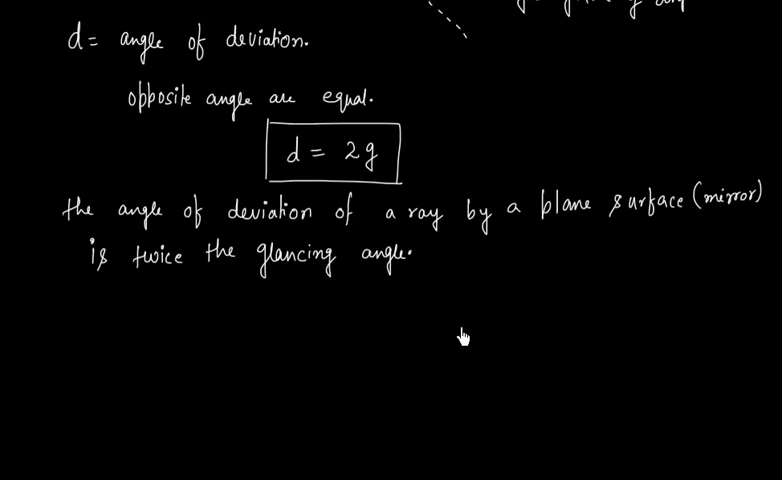 d = angle of deviation.
opposite angle are equal.
d = 2g
the angle of deviation of a ray by a plane surface (mirror)
is twice the glancing angle.